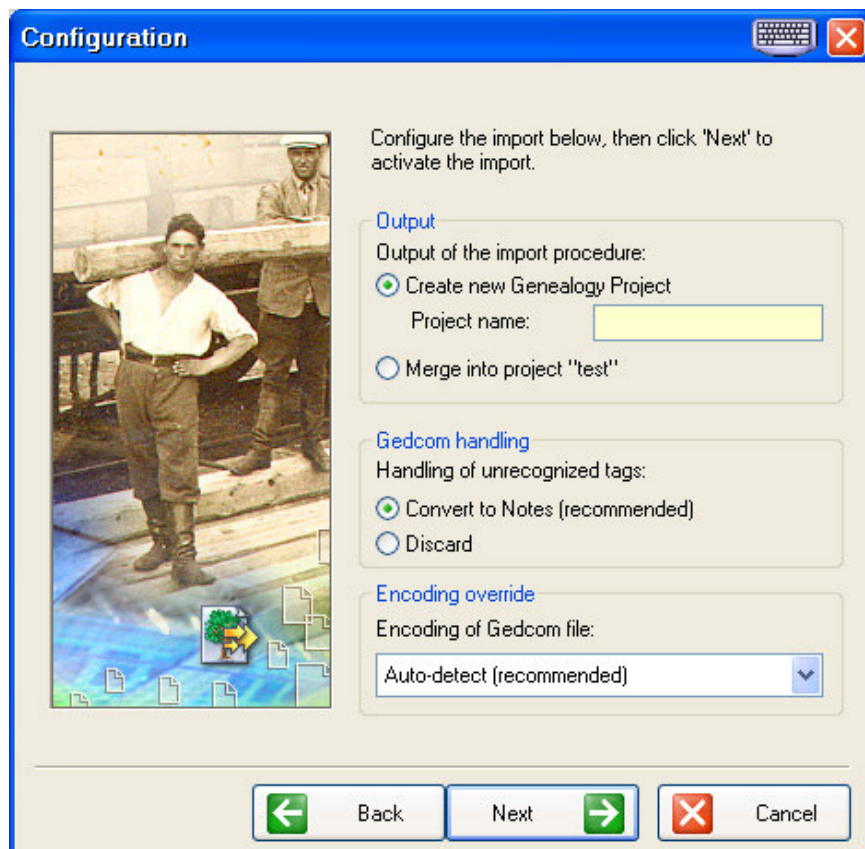 Configuration
Configure the import below, then click 'Next' to
activate the import.
Output
Output of the import procedure:
Create new Genealogy Project
Project name:
Merge into project "test"
Gedcom handling
Handling of unrecognized tags:
Convert to Notes (recommended)
Discard
Encoding override
Encoding of Gedcom file:
Auto-detect (recommended)
Back Next Cancel